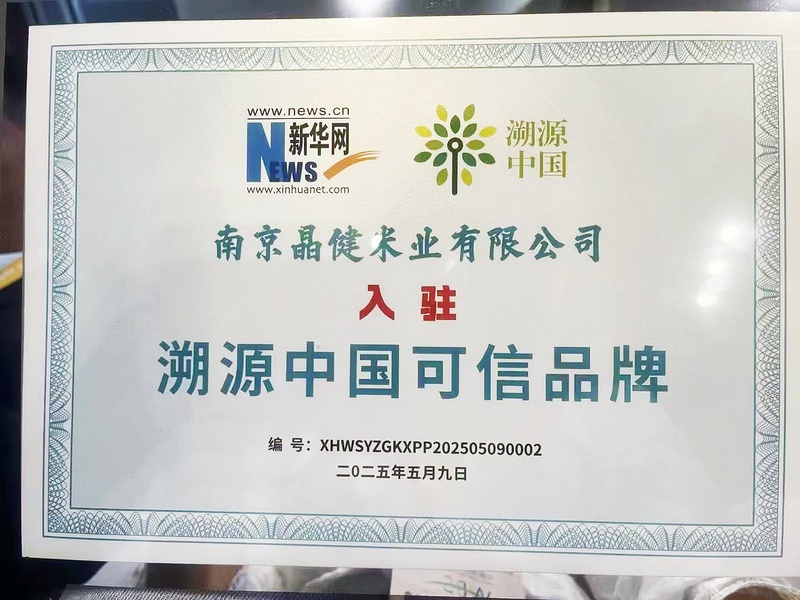 www.news.cn
新华网
NEWS
www.xinhuanet.com
溯源
中国
南京晶健米业有限公司
入驻
溯源中国可信品牌
编 号：XHWSYZGKXPP202505090002
二0二五年五月九日